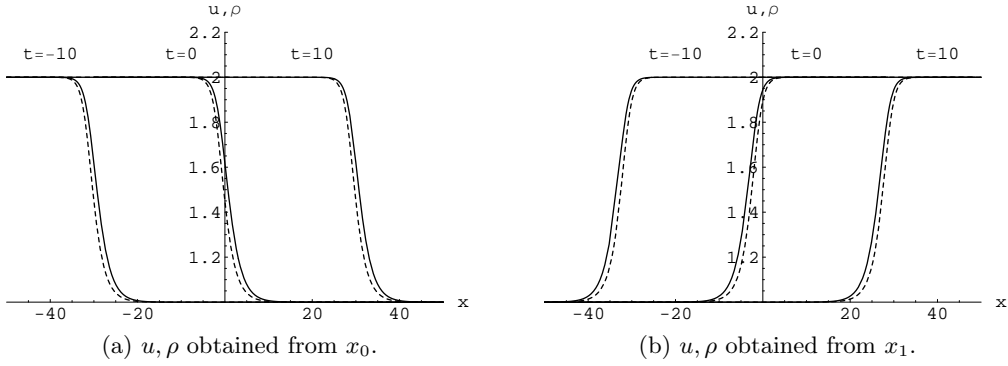 u,ρ
2.2
t=-10 t=0 t=10
2
1.8
1.6
1.4
1.2
-40 -20 20 40 x
(a) u, ρ obtained from x₀.
u,ρ
2.2
t=-10 t=0 t=10
2
1.8
1.6
1.4
1.2
-40 -20 20 40 x
(b) u, ρ obtained from x₁.